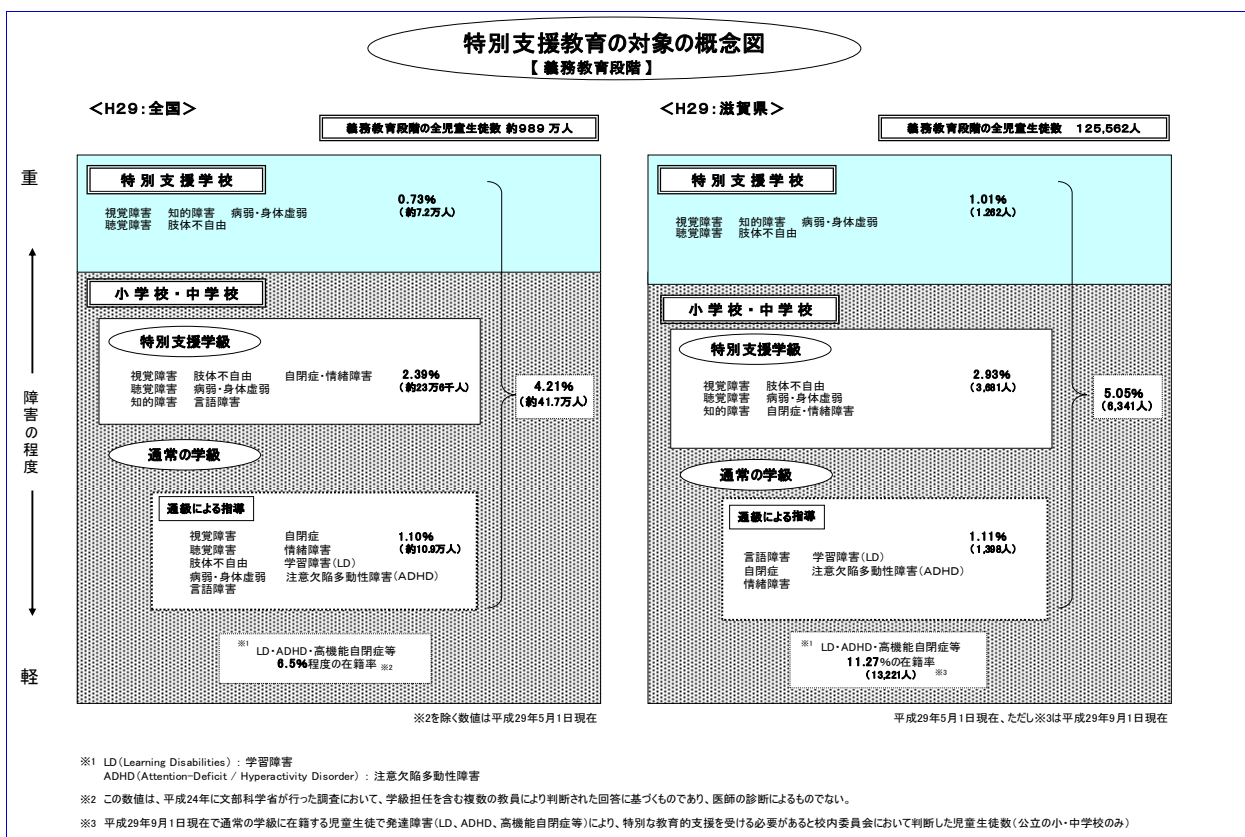 特別支援教育の対象の概念図
【 義務教育段階 】
＜H29：全国＞
義務教育段階の全児童生徒数 約989 万人
重
障害の程度
軽
特別支援学校
0.73%
（約7.2万人）
視覚障害 知的障害 病弱・身体虚弱
聴覚障害 肢体不自由
小学校・中学校
特別支援学級
視覚障害 肢体不自由 自閉症・情緒障害
聴覚障害 病弱・身体虚弱
知的障害 言語障害
2.39%
（約23万6千人）
4.21%
（約41.7万人）
通常の学級
通級による指導
視覚障害 自閉症
聴覚障害 情緒障害
肢体不自由 学習障害（LD）
病弱・身体虚弱 注意欠陥多動性障害（ADHD）
言語障害
1.10%
（約10.9万人）
※1 LD・ADHD・高機能自閉症等
6.5%程度の在籍率 ※2
※2を除く数値は平成29年5月1日現在
＜H29：滋賀県＞
義務教育段階の全児童生徒数 125,562人
特別支援学校
1.01%
（1,262人）
視覚障害 知的障害 病弱・身体虚弱
聴覚障害 肢体不自由
小学校・中学校
特別支援学級
視覚障害 肢体不自由
聴覚障害 病弱・身体虚弱
知的障害 自閉症・情緒障害
2.93%
（3,681人）
5.05%
（6,341人）
通常の学級
通級による指導
言語障害 学習障害（LD）
自閉症 注意欠陥多動性障害（ADHD）
情緒障害
1.11%
（1,398人）
※1 LD・ADHD・高機能自閉症等
11.27%の在籍率
（13,221人） ※3
平成29年5月1日現在、ただし※3は平成29年9月1日現在
※1 LD（Learning Disabilities）：学習障害
ADHD（Attention-Deficit / Hyperactivity Disorder）：注意欠陥多動性障害
※2 この数値は、平成24年に文部科学省が行った調査において、学級担任を含む複数の教員により判断された回答に基づくものであり、医師の診断によるものでない。
※3 平成29年9月1日現在で通常の学級に在籍する児童生徒で発達障害（LD、ADHD、高機能自閉症等）により、特別な教育的支援を受ける必要があると校内委員会において判断した児童生徒数（公立の小・中学校のみ）